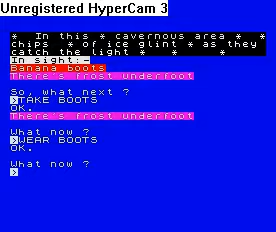 Unregistered HyperCam 3
* In this * cavernous area * *
chips * of ice glint * as they
catch the light * * * *
In sight:-
Banana boots
There's frost underfoot
So, what next ?
>TAKE BOOTS
OK.
There's frost underfoot
What now ?
>WEAR BOOTS
OK.
What now ?
>